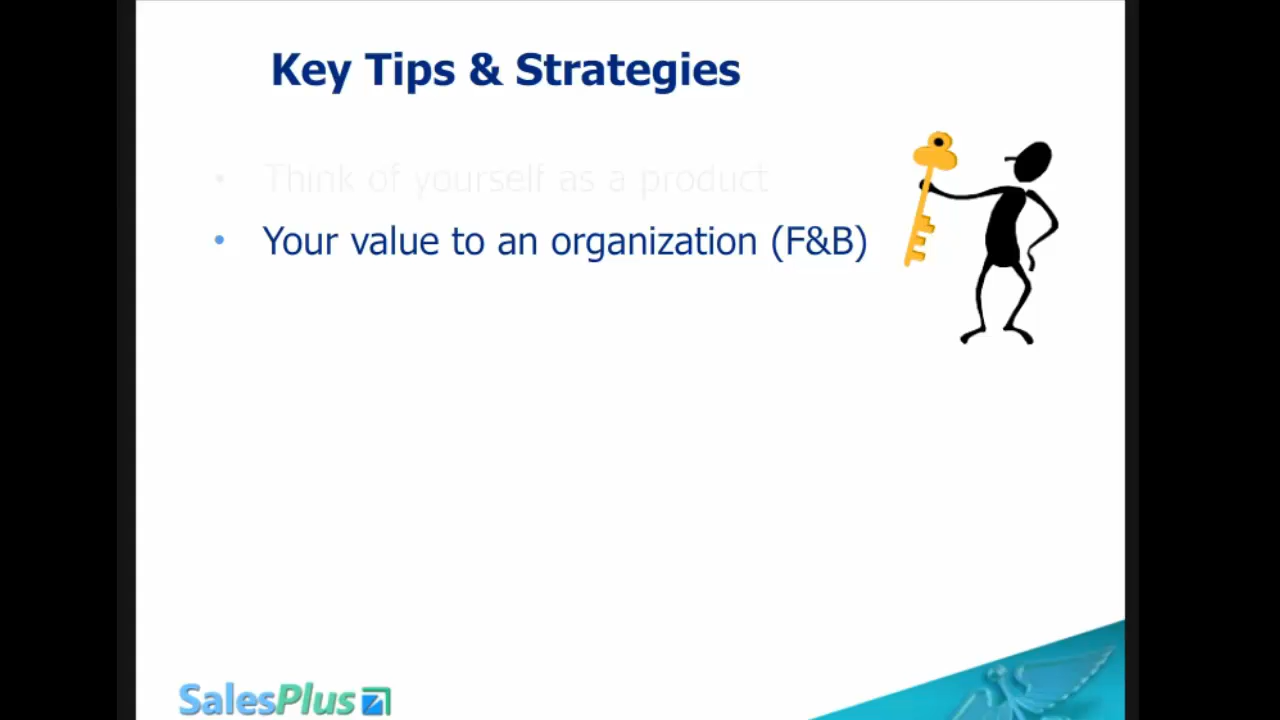 Key Tips & Strategies
• Think of yourself as a product
• Your value to an organization (F&B)
SalesPlus